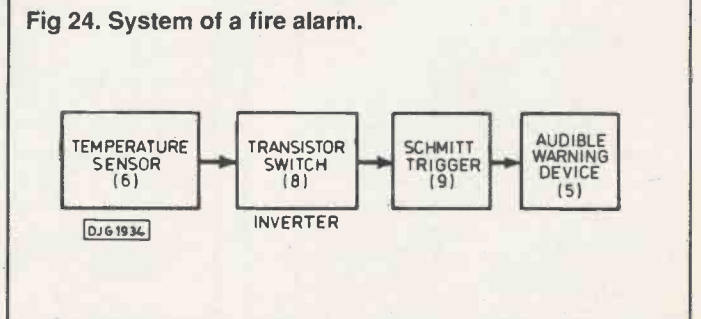 Fig 24. System of a fire alarm.
TEMPERATURE
SENSOR
(6)
TRANSISTOR
SWITCH
(8)
SCHMITT
TRIGGER
(9)
AUDIBLE
WARNING
DEVICE
(5)
INVERTER
DJG1934